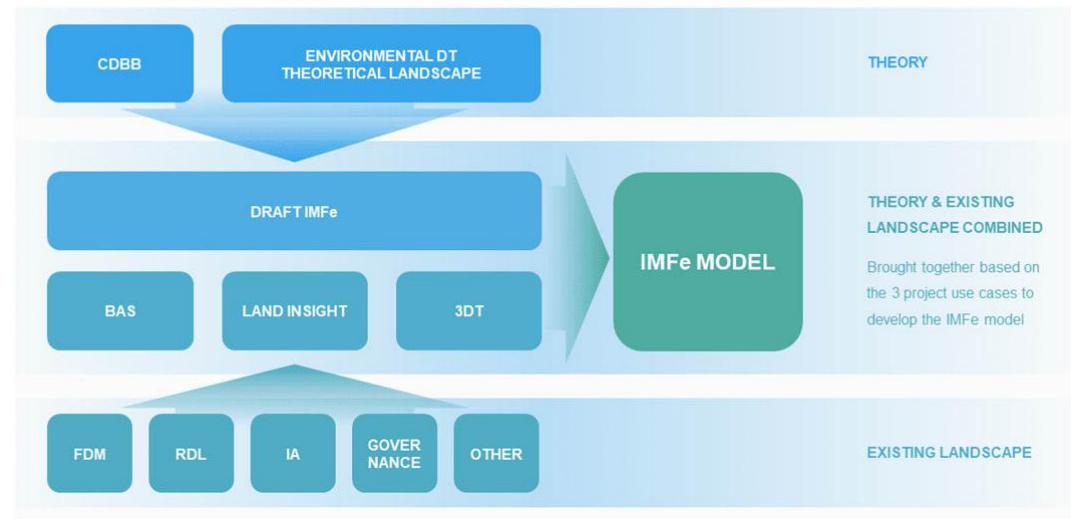 CDBB
ENVIRONMENTAL DT
THEORETICAL LANDSCAPE
THEORY
DRAFT IMFe
BAS
LAND INSIGHT
3DT
IMFe MODEL
THEORY & EXISTING
LANDSCAPE COMBINED
Brought together based on
the 3 project use cases to
develop the IMFe model
FDM
RDL
IA
GOVER
NANCE
OTHER
EXISTING LANDSCAPE